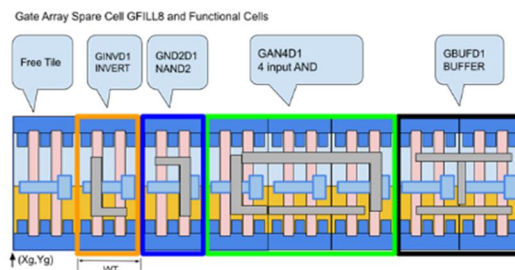 Gate Array Spare Cell GFILL8 and Functional Cells
Free Tile
GINVD1
INVERT
GND2D1
NAND2
GAN4D1
4 input AND
GBUFD1
BUFFER
(Xg,Yg)
WT